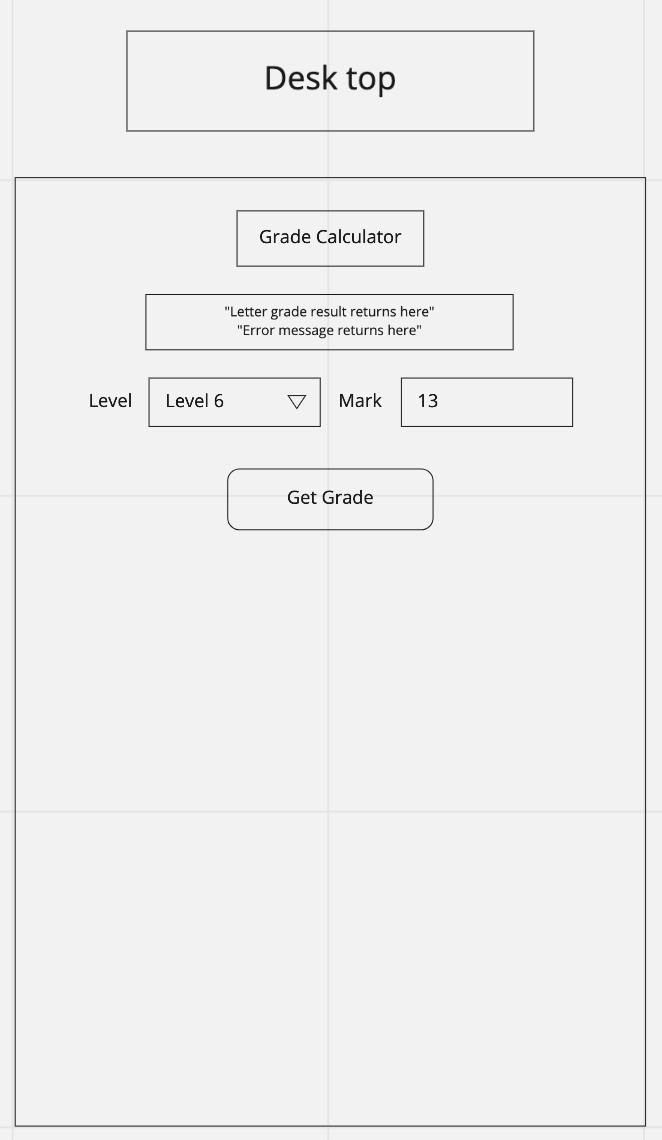 Desk top
Grade Calculator
"Letter grade result returns here"
"Error message returns here"
Level Level 6 Mark 13
Get Grade